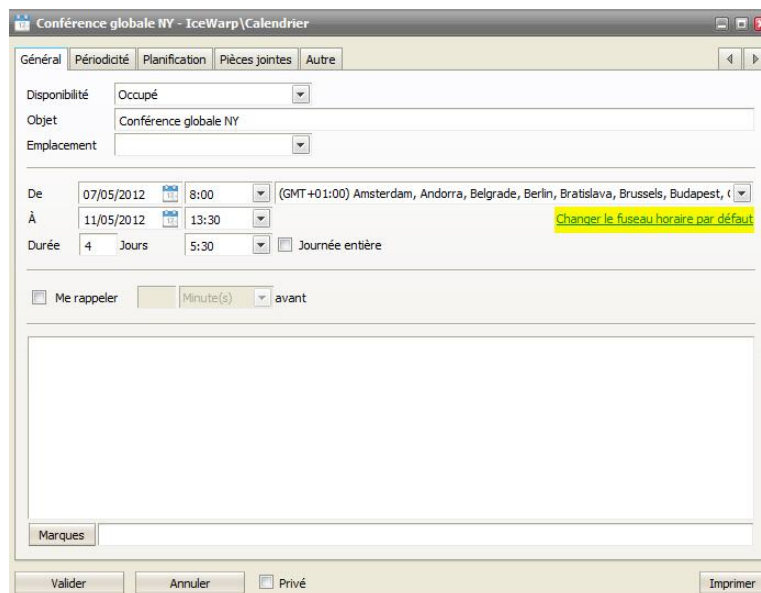 Conférence globale NY - IceWarp\Calendrier
Général Périodicité Planification Pièces jointes Autre
Disponibilité Occupé
Objet Conférence globale NY
Emplacement
De 07/05/2012 8:00 (GMT+01:00) Amsterdam, Andorra, Belgrade, Berlin, Bratislava, Brussels, Budapest,
À 11/05/2012 13:30 Changer le fuseau horaire par défaut
Durée 4 Jours 5:30 Journée entière
Me rappeler Minute(s) avant
Marques
Valider Annuler Privé Imprimer